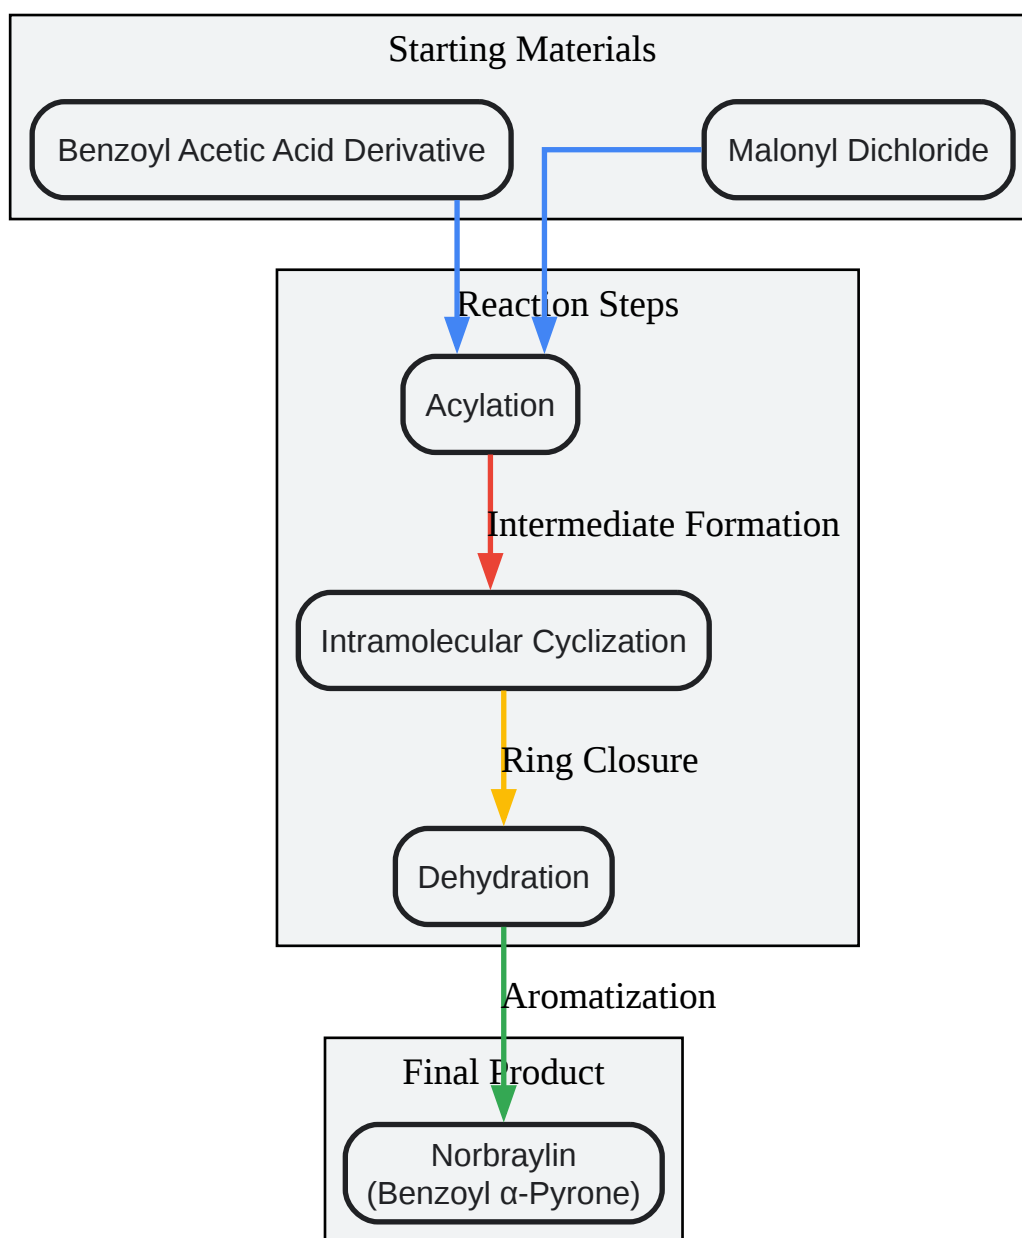 Starting Materials
Benzoyl Acetic Acid Derivative
Malonyl Dichloride
Reaction Steps
Acylation
Intermediate Formation
Intramolecular Cyclization
Ring Closure
Dehydration
Aromatization
Final Product
Norbraylin
(Benzoyl α-Pyrone)